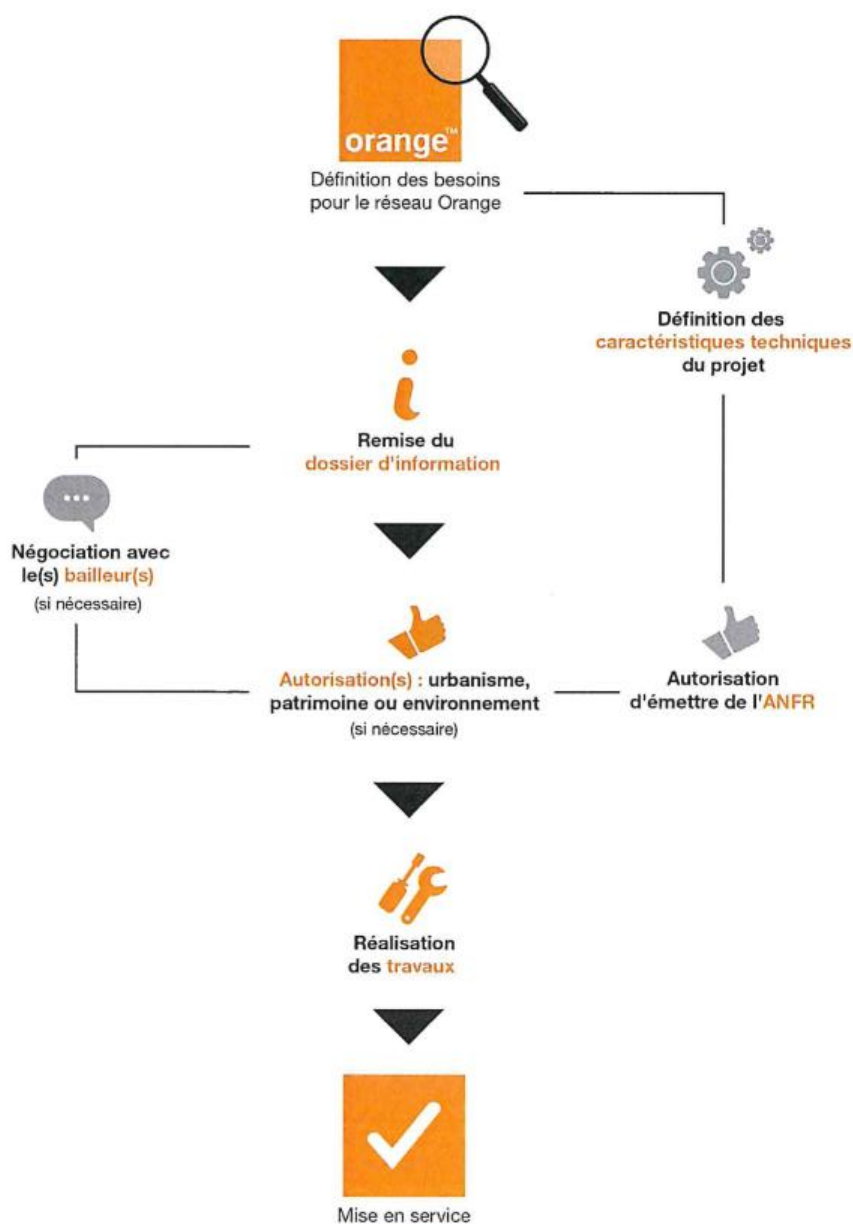 orange™
Définition des besoins
pour le réseau Orange
Définition des
caractéristiques techniques
du projet
Remise du
dossier d'information
Négociation avec
le(s) bailleur(s)
(si nécessaire)
Autorisation(s) : urbanisme,
patrimoine ou environnement
(si nécessaire)
Autorisation
d'émettre de l'ANFR
Réalisation
des travaux
Mise en service